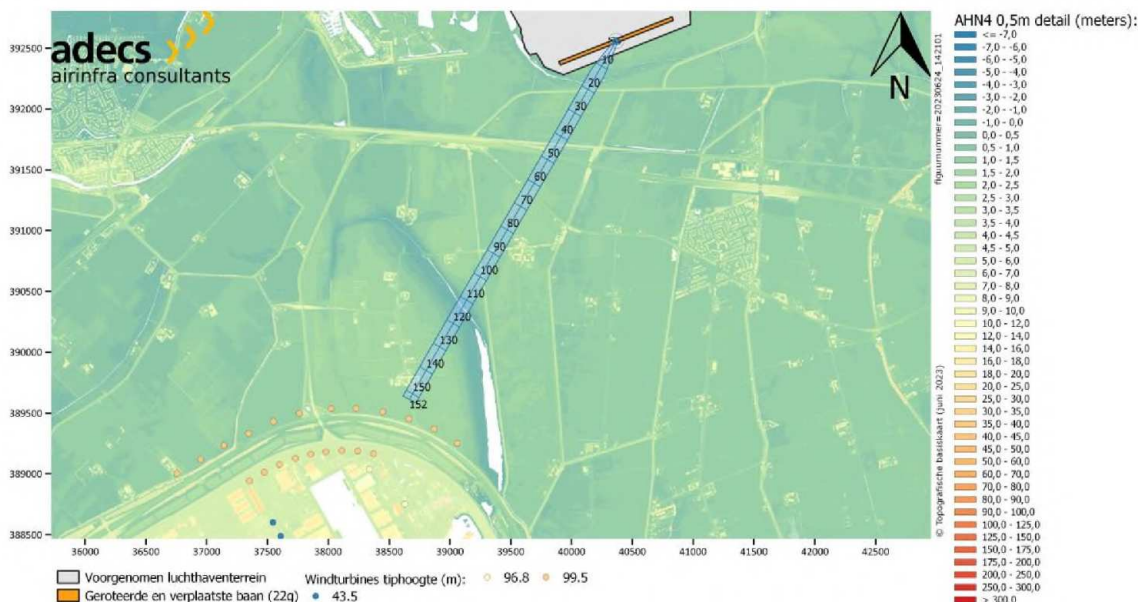 adecs
airinfra consultants
392500
392000
391500
391000
390500
390000
389500
389000
388500
36000 36500 37000 37500 38000 38500 39000 39500 40000 40500 41000 41500 42000 42500
10
20
30
40
50
60
70
80
90
100
110
120
130
140
150
152
N
figuurnummer=20230624_142101
© Topografische basiskaart (juni 2023)
AHN4 0,5m detail (meters):
<= -7,0
-7,0 - -6,0
-6,0 - -5,0
-5,0 - -4,0
-4,0 - -3,0
-3,0 - -2,0
-2,0 - -1,0
-1,0 - 0,0
0,0 - 0,5
0,5 - 1,0
1,0 - 1,5
1,5 - 2,0
2,0 - 2,5
2,5 - 3,0
3,0 - 3,5
3,5 - 4,0
4,0 - 4,5
4,5 - 5,0
5,0 - 6,0
6,0 - 7,0
7,0 - 8,0
8,0 - 9,0
9,0 - 10,0
10,0 - 12,0
12,0 - 14,0
14,0 - 16,0
16,0 - 18,0
18,0 - 20,0
20,0 - 25,0
25,0 - 30,0
30,0 - 35,0
35,0 - 40,0
40,0 - 45,0
45,0 - 50,0
50,0 - 60,0
60,0 - 70,0
70,0 - 80,0
80,0 - 90,0
90,0 - 100,0
100,0 - 125,0
125,0 - 150,0
150,0 - 175,0
175,0 - 200,0
200,0 - 250,0
250,0 - 300,0
> 300,0
Voorgenomen luchthaventerrein
Geroteerde en verplaatste baan (22g)
Windturbines tiphoogte (m):
96.8
99.5
43.5